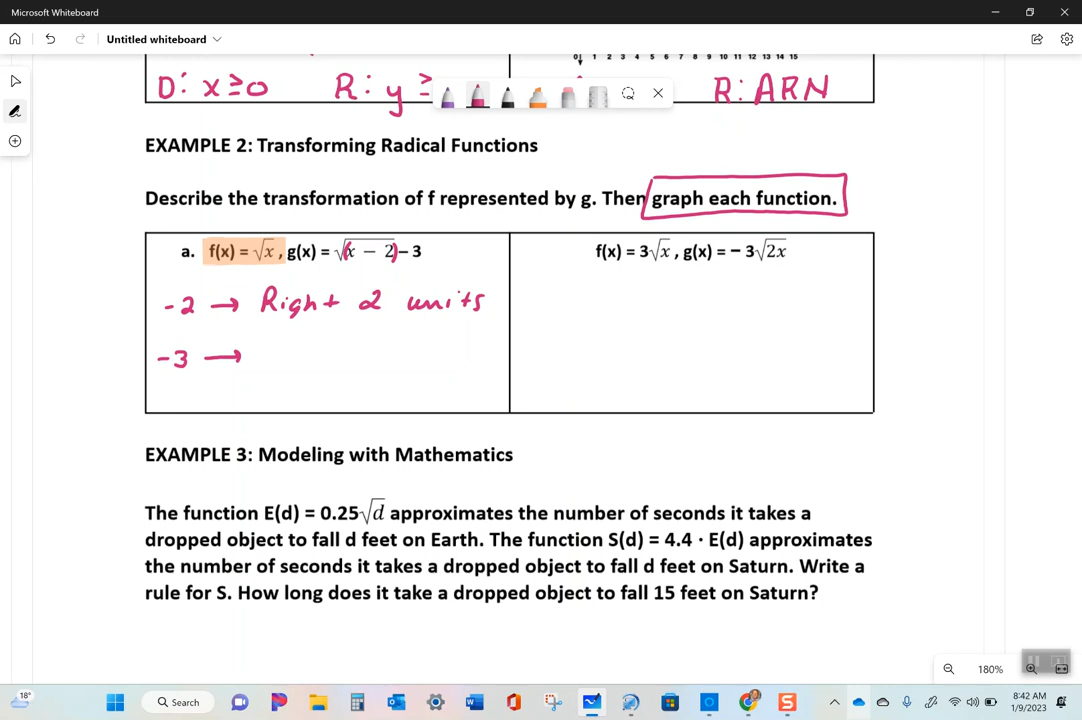 Microsoft Whiteboard
Untitled whiteboard
0 1 2 3 4 5 6 7 8 9 10 11 12 13 14 15
D: x ≥ 0 R: y ≥ R: ARN
EXAMPLE 2: Transforming Radical Functions
Describe the transformation of f represented by g. Then graph each function.
a. f(x) = √x , g(x) = √(x − 2) − 3
-2 → Right 2 units
-3 →
f(x) = 3√x , g(x) = − 3√2x
EXAMPLE 3: Modeling with Mathematics
The function E(d) = 0.25√d approximates the number of seconds it takes a
dropped object to fall d feet on Earth. The function S(d) = 4.4 · E(d) approximates
the number of seconds it takes a dropped object to fall d feet on Saturn. Write a
rule for S. How long does it take a dropped object to fall 15 feet on Saturn?
180%
18°
Search
8:42 AM
1/9/2023